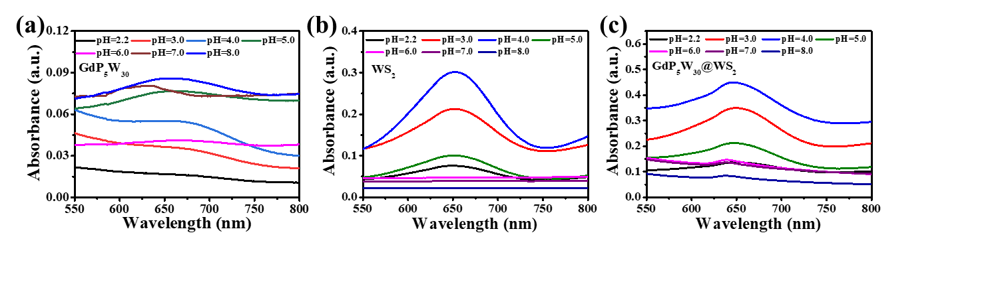 (a)
0.12
0.09
0.06
0.03
0.00
Absorbance (a.u.)
pH=2.2 pH=3.0 pH=4.0 pH=5.0
pH=6.0 pH=7.0 pH=8.0
GdP5W30
550 600 650 700 750 800
Wavelength (nm)
(b)
0.4
0.3
0.2
0.1
0.0
Absorbance (a.u.)
pH=2.2 pH=3.0 pH=4.0 pH=5.0
pH=6.0 pH=7.0 pH=8.0
WS2
550 600 650 700 750 800
Wavelength (nm)
(c)
0.6
0.5
0.4
0.3
0.2
0.1
0.0
Absorbance (a.u.)
pH=2.2 pH=3.0 pH=4.0 pH=5.0
pH=6.0 pH=7.0 pH=8.0
GdP5W30@WS2
550 600 650 700 750 800
Wavelength (nm)